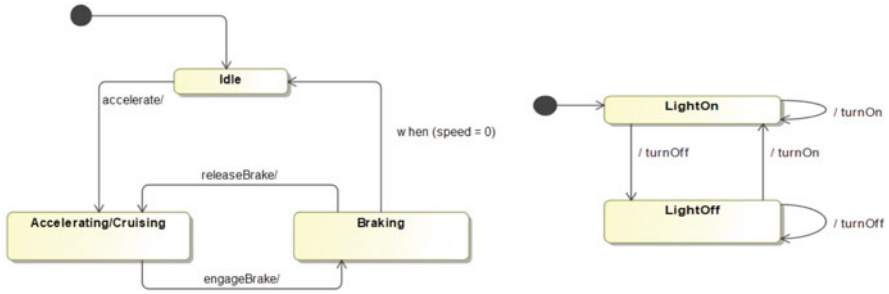 Idle
accelerate/
when (speed = 0)
releaseBrake/
Accelerating/Cruising
Braking
engageBrake/
LightOn
/ turnOn
/ turnOff
/ turnOn
LightOff
/ turnOff